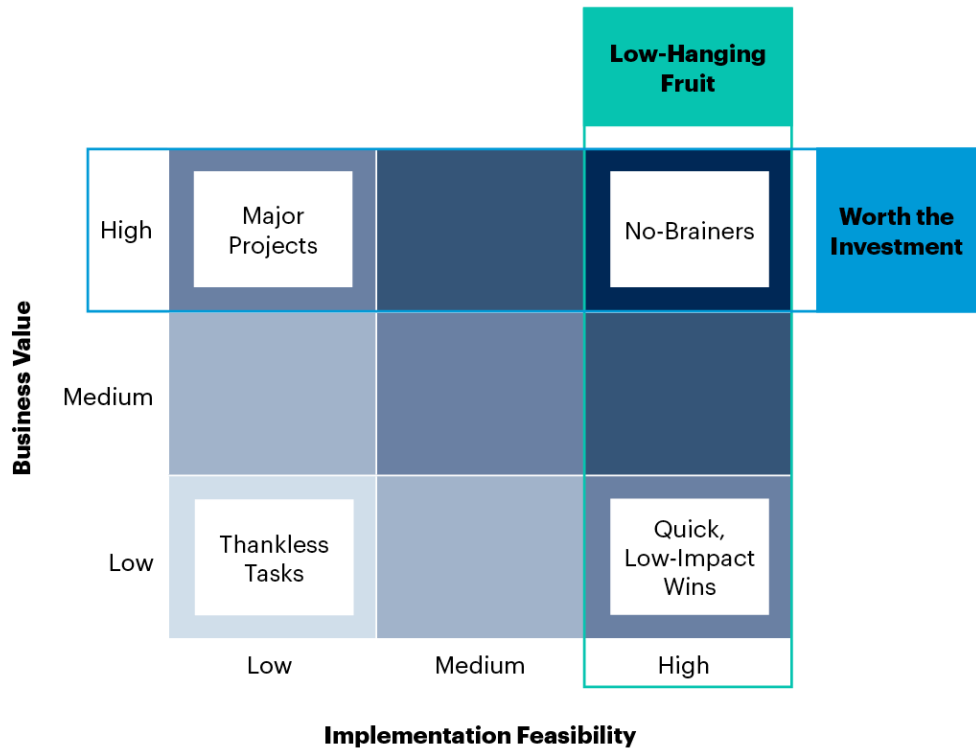 Low-Hanging
Fruit
High
Major
Projects
No-Brainers
Worth the
Investment
Business Value
Medium
Low
Thankless
Tasks
Quick,
Low-Impact
Wins
Low
Medium
High
Implementation Feasibility